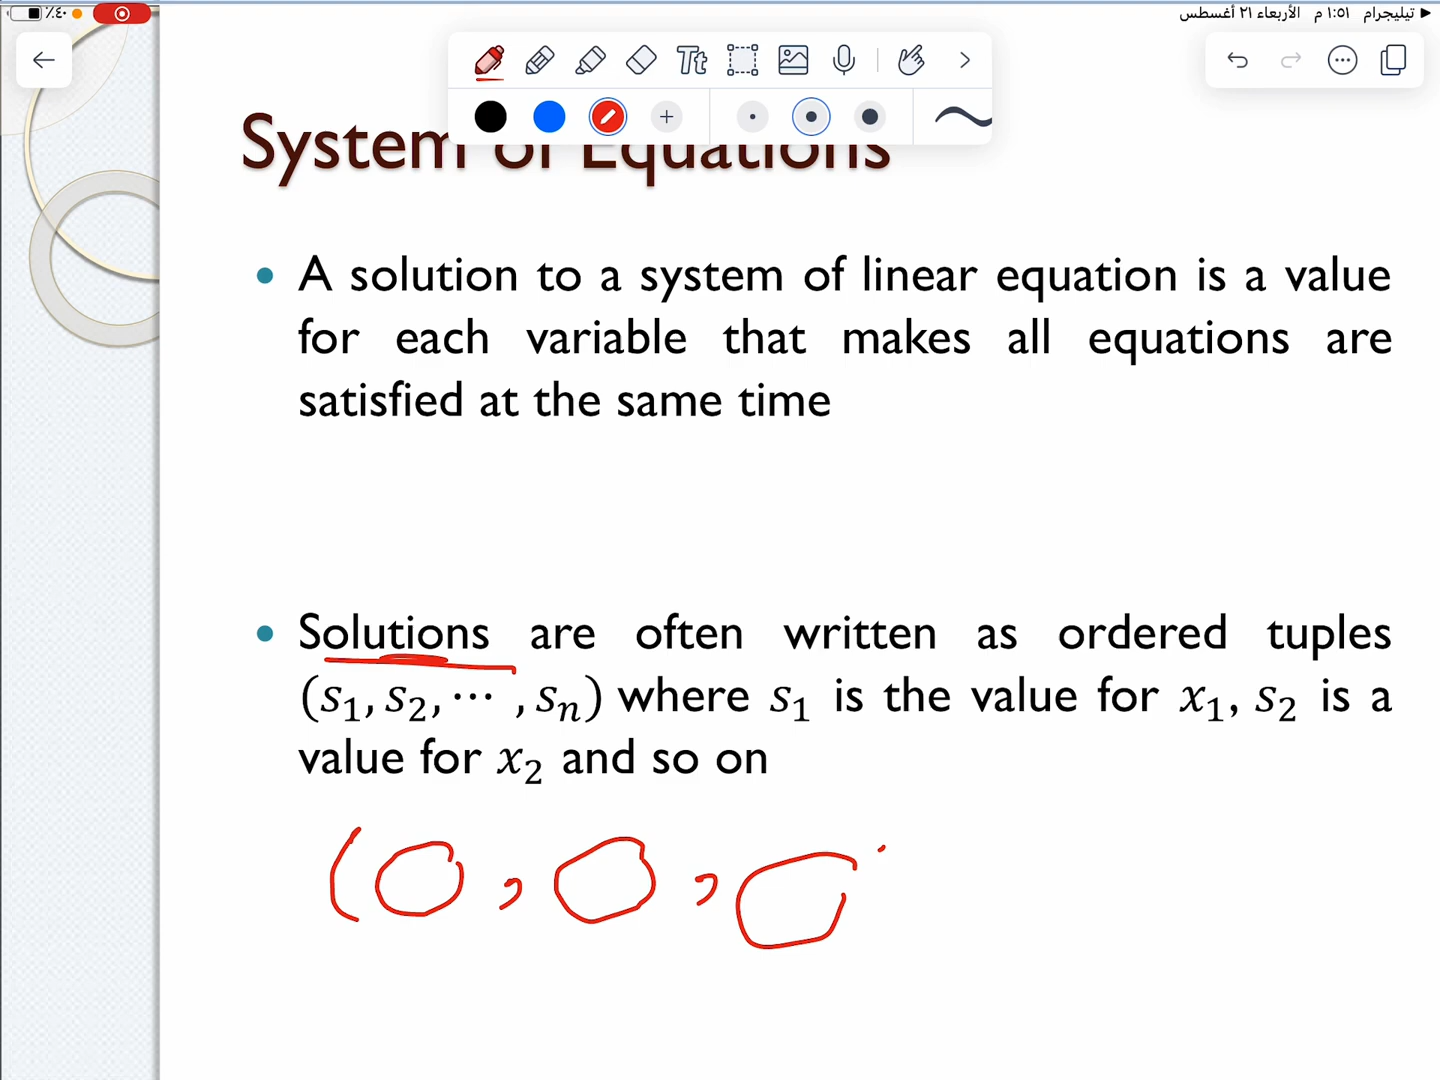 ٪٤٠
الأربعاء ٢١ أغسطس ١:٥١ م تيليجرام ◀
Tt
System of Equations
• A solution to a system of linear equation is a value
for each variable that makes all equations are
satisfied at the same time
• Solutions are often written as ordered tuples
(s₁, s₂, ⋯ , sₙ) where s₁ is the value for x₁, s₂ is a
value for x₂ and so on
(O , O , O